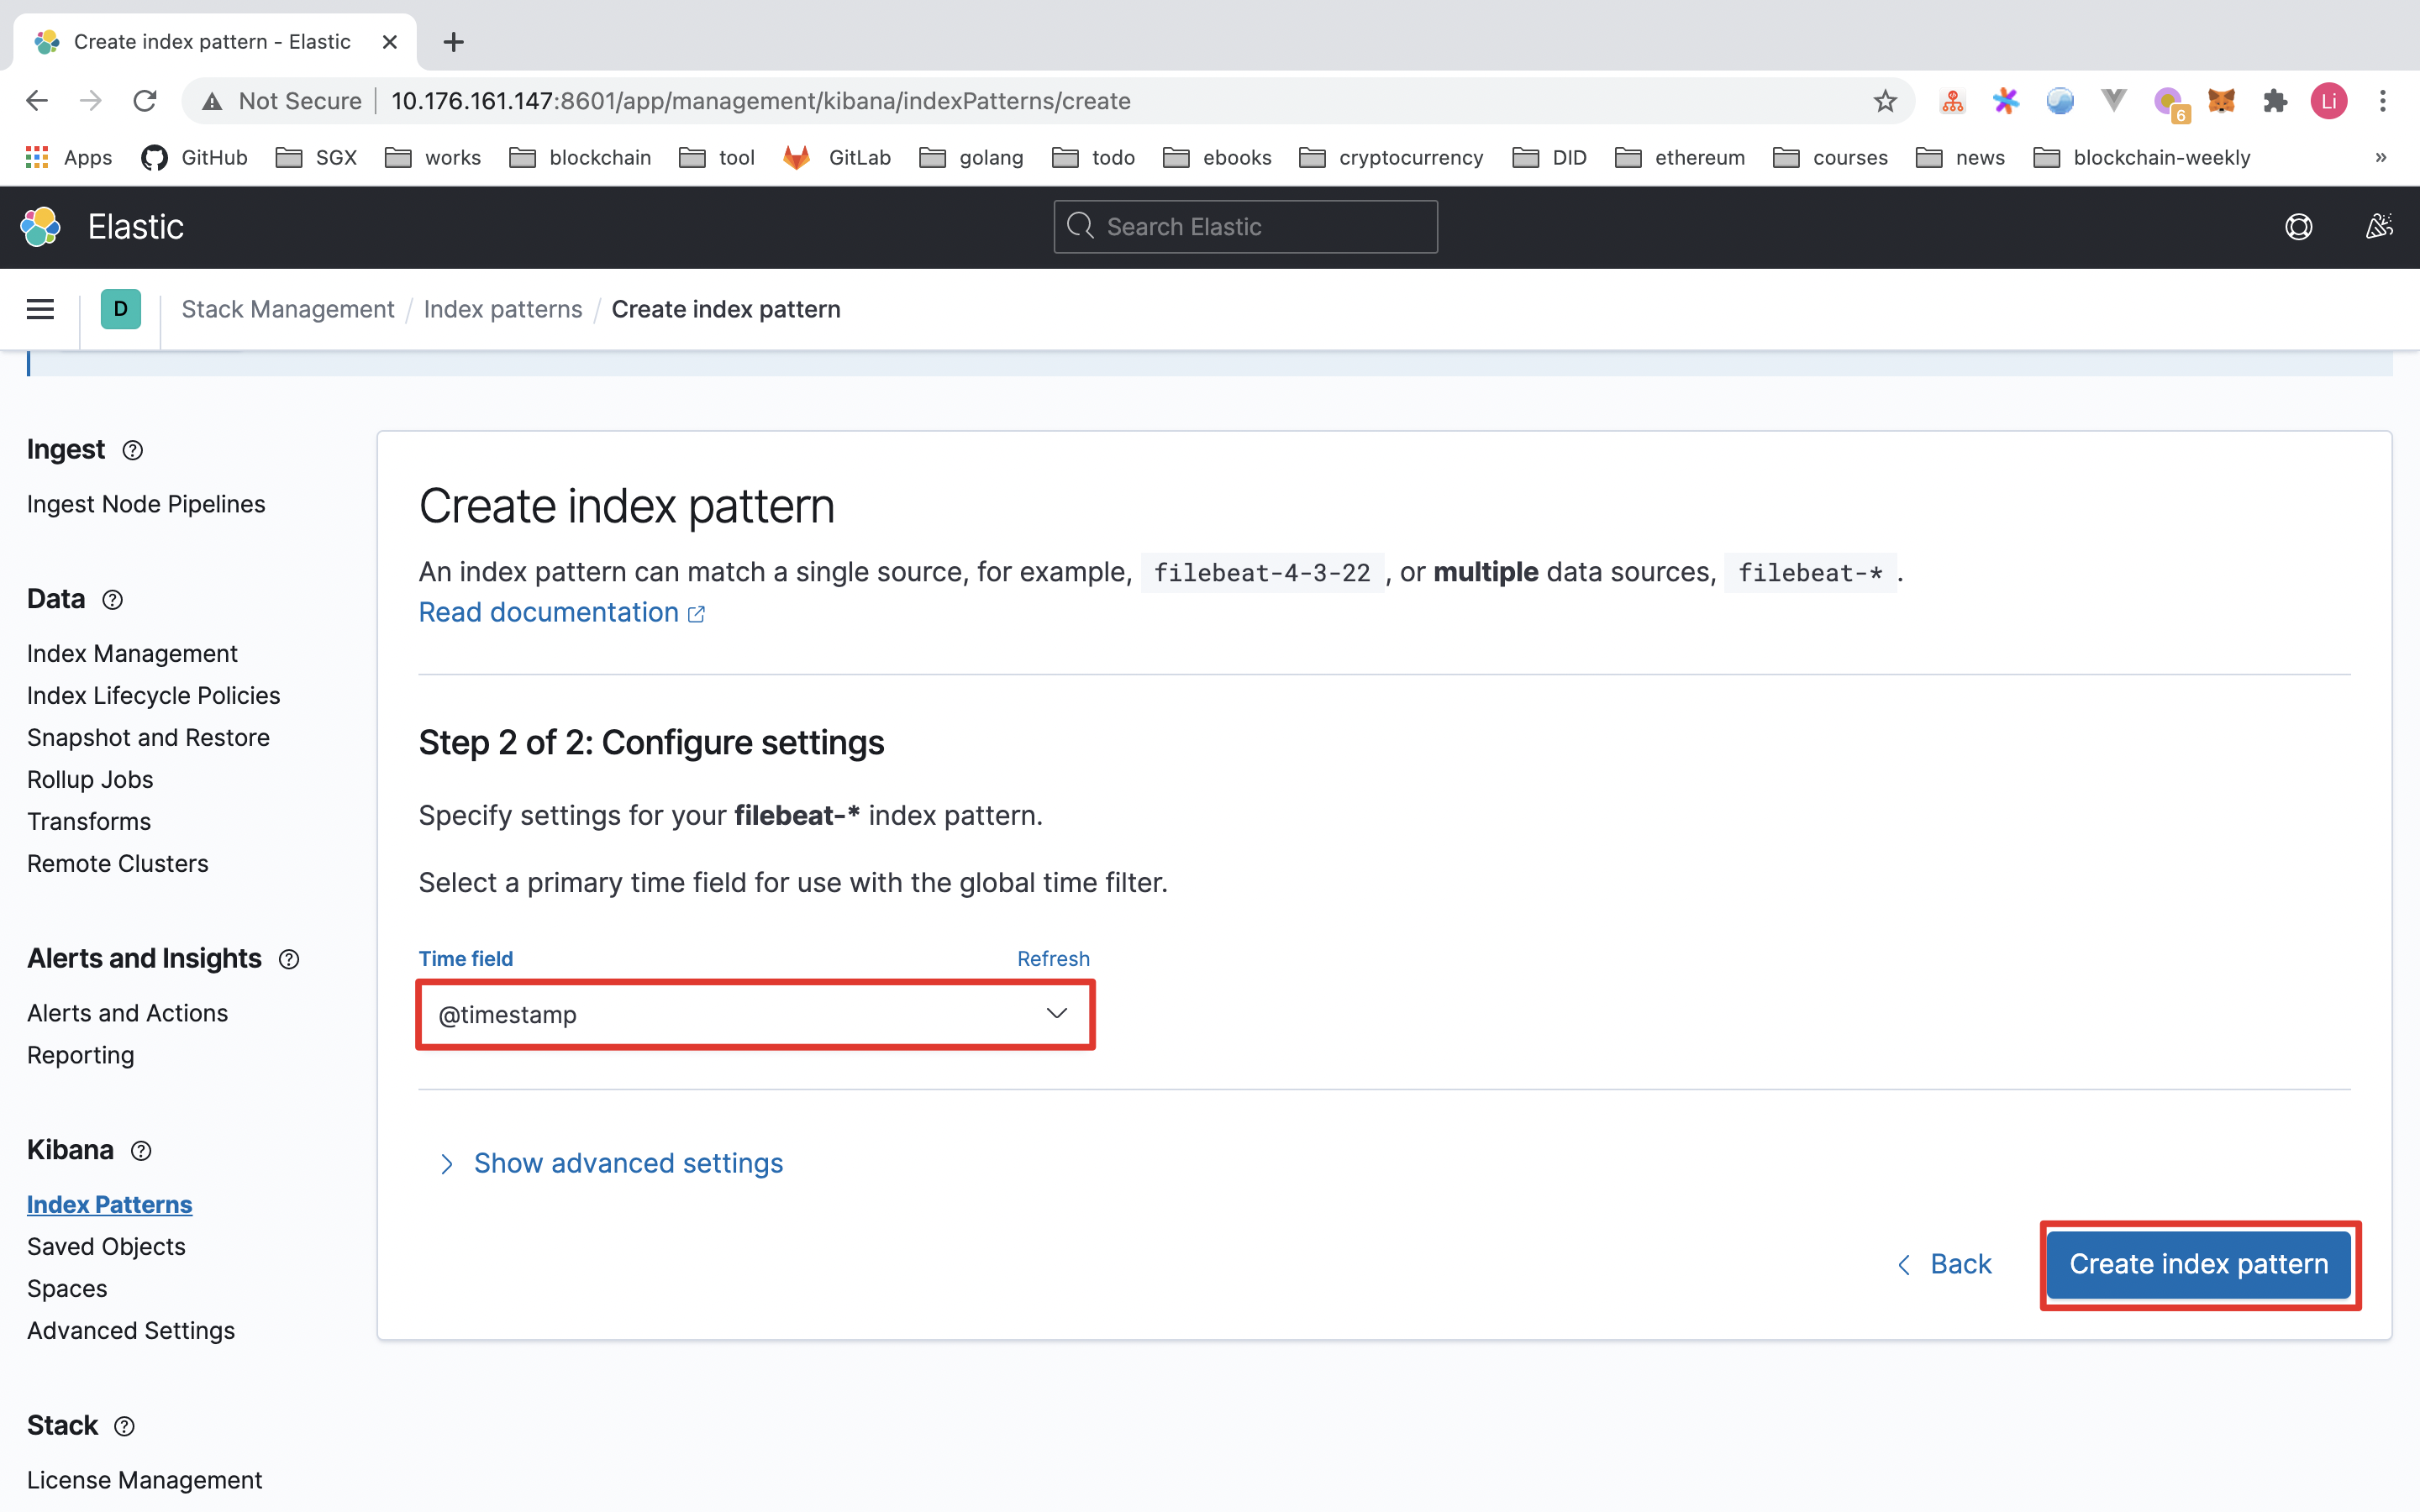 Create index pattern - Elastic
Not Secure 10.176.161.147:8601/app/management/kibana/indexPatterns/create
6
Li
Apps GitHub SGX works blockchain tool GitLab golang todo ebooks cryptocurrency DID ethereum courses news blockchain-weekly »
Elastic
Search Elastic
D Stack Management / Index patterns / Create index pattern
Ingest
Ingest Node Pipelines
Data
Index Management
Index Lifecycle Policies
Snapshot and Restore
Rollup Jobs
Transforms
Remote Clusters
Alerts and Insights
Alerts and Actions
Reporting
Kibana
Index Patterns
Saved Objects
Spaces
Advanced Settings
Stack
License Management
Create index pattern
An index pattern can match a single source, for example, filebeat-4-3-22 , or multiple data sources, filebeat-* .
Read documentation
Step 2 of 2: Configure settings
Specify settings for your filebeat-* index pattern.
Select a primary time field for use with the global time filter.
Time field Refresh
@timestamp
Show advanced settings
Back Create index pattern